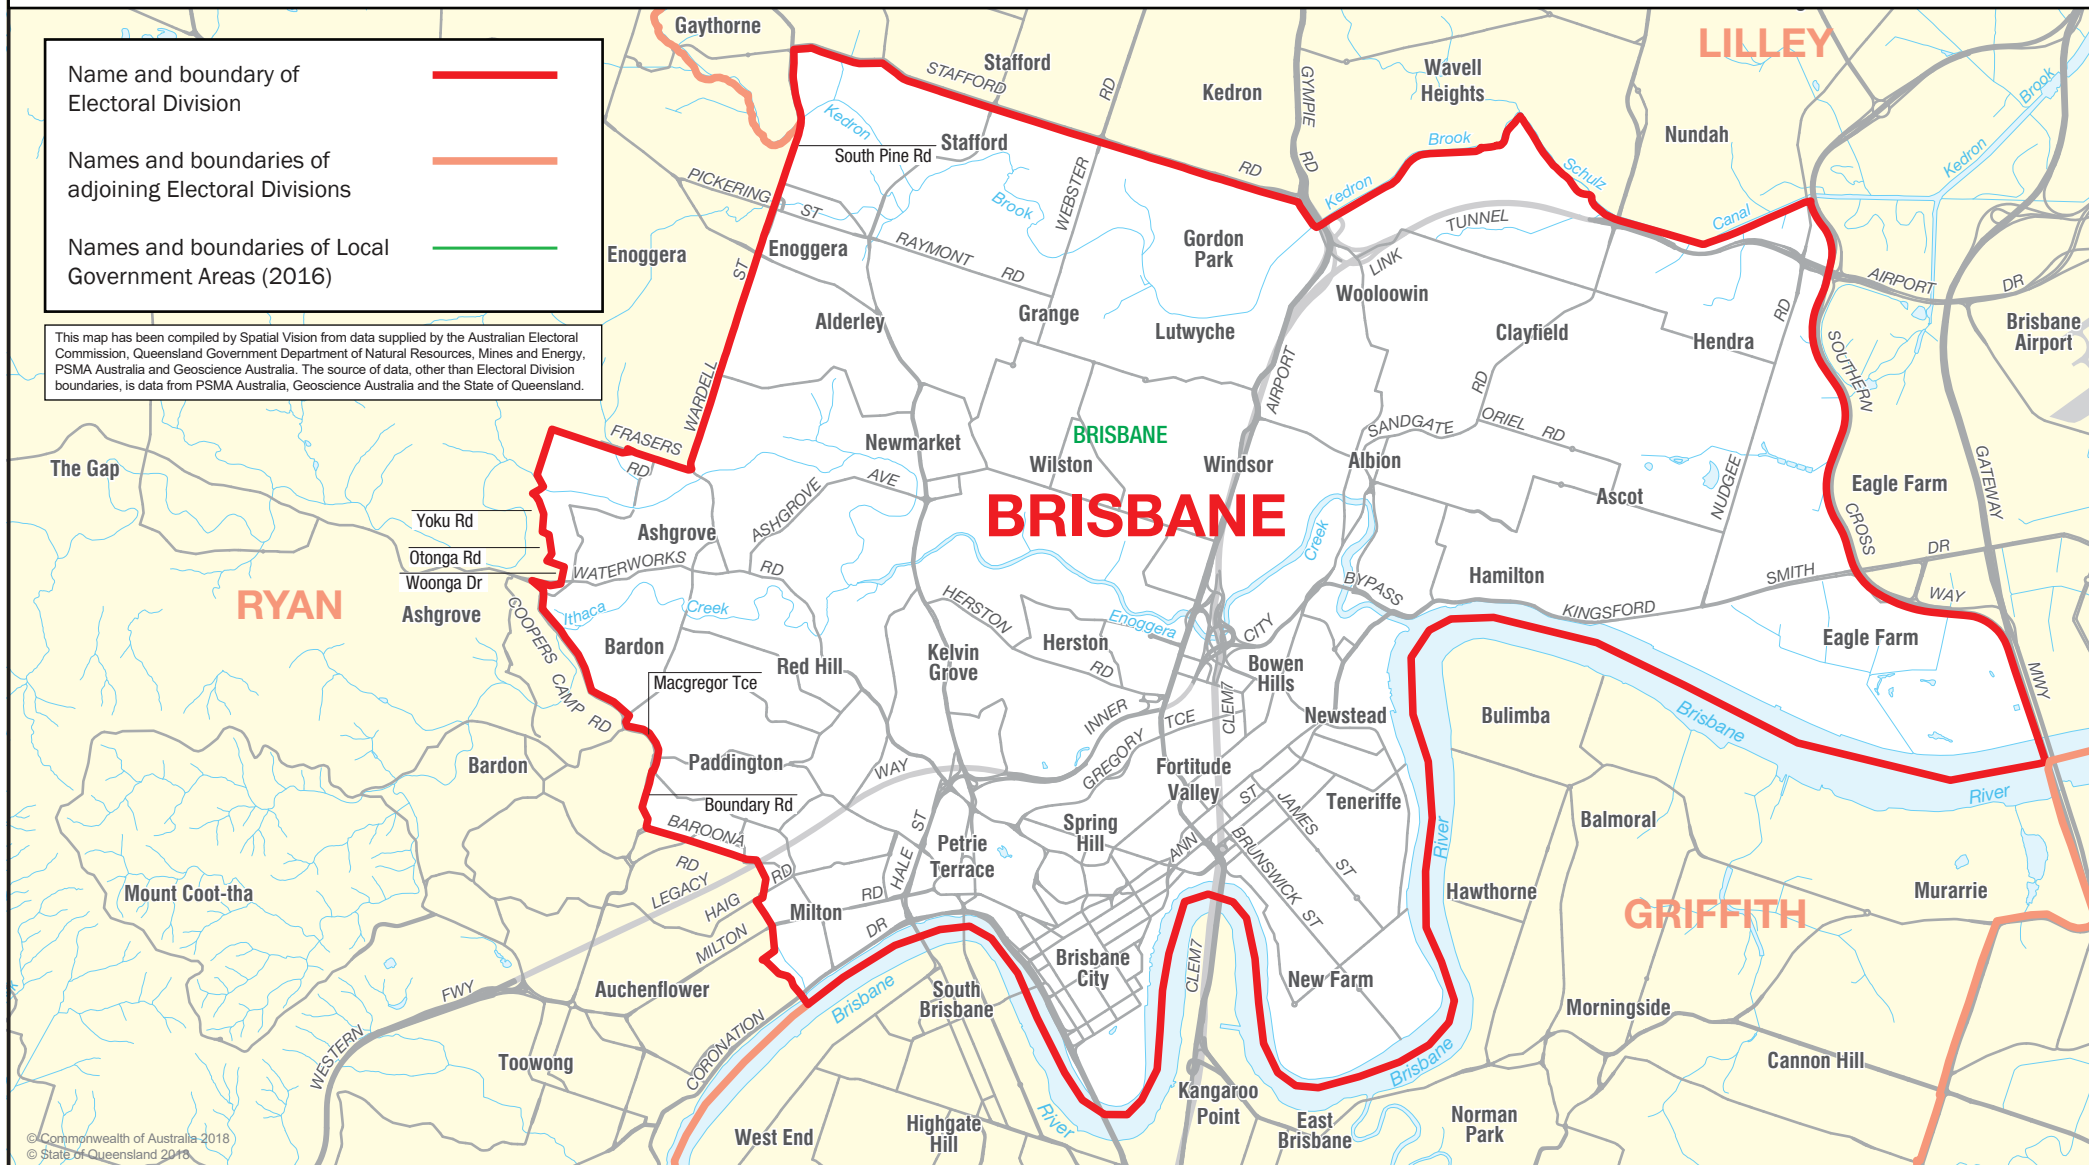 Name and boundary of
Electoral Division
Names and boundaries of
adjoining Electoral Divisions
Names and boundaries of Local
Government Areas (2016)
This map has been compiled by Spatial Vision from data supplied by the Australian Electoral
Commission, Queensland Government Department of Natural Resources, Mines and Energy,
PSMA Australia and Geoscience Australia. The source of data, other than Electoral Division
boundaries, is data from PSMA Australia, Geoscience Australia and the State of Queensland.
Gaythorne
Stafford
STAFFORD
RD
Kedron
GYMPIE
RD
Wavell
Heights
LILLEY
Nundah
Brook
Kedron
Kedron
Stafford
South Pine Rd
Brook
WEBSTER
RD
Kedron
Brook
Schulz
Canal
PICKERING
ST
Enoggera
Enoggera
ST
RAYMONT
RD
Gordon
Park
TUNNEL
LINK
Wooloowin
AIRPORT
DR
Brisbane
Airport
Alderley
Grange
Lutwyche
Clayfield
Hendra
RD
SOUTHERN
WARDELL
AIRPORT
RD
FRASERS
RD
Newmarket
BRISBANE
Wilston
Windsor
SANDGATE
ORIEL
RD
Albion
The Gap
AVE
ASHGROVE
BRISBANE
Ascot
NUDGEE
Eagle Farm
GATEWAY
CROSS
Yoku Rd
Otonga Rd
Woonga Dr
Ashgrove
Ashgrove
WATERWORKS
RD
Creek
DR
SMITH
KINGSFORD
Hamilton
BYPASS
WAY
RYAN
COOPERS
CAMP
RD
Ithaca
Creek
HERSTON
RD
Enoggera
CITY
Herston
Eagle Farm
Bardon
Red Hill
Kelvin
Grove
Bowen
Hills
MWY
Macgregor Tce
INNER
TCE
CLEM7
Newstead
Bulimba
Brisbane
Bardon
Paddington
WAY
GREGORY
Fortitude
Valley
Boundary Rd
ST
JAMES
ST
Teneriffe
River
Balmoral
BAROONA
RD
HALE
ST
Petrie
Terrace
Spring
Hill
ANN
BRUNSWICK
ST
River
Mount Coot-tha
LEGACY
HAIG
RD
RD
Milton
Hawthorne
Murarrie
GRIFFITH
MILTON
DR
Brisbane
City
CLEM7
New Farm
FWY
Auchenflower
Brisbane
South
Brisbane
Morningside
WESTERN
Toowong
CORONATION
Brisbane
Cannon Hill
Kangaroo
Point
West End
Highgate
Hill
River
East
Brisbane
Norman
Park
© Commonwealth of Australia 2018
© State of Queensland 2018